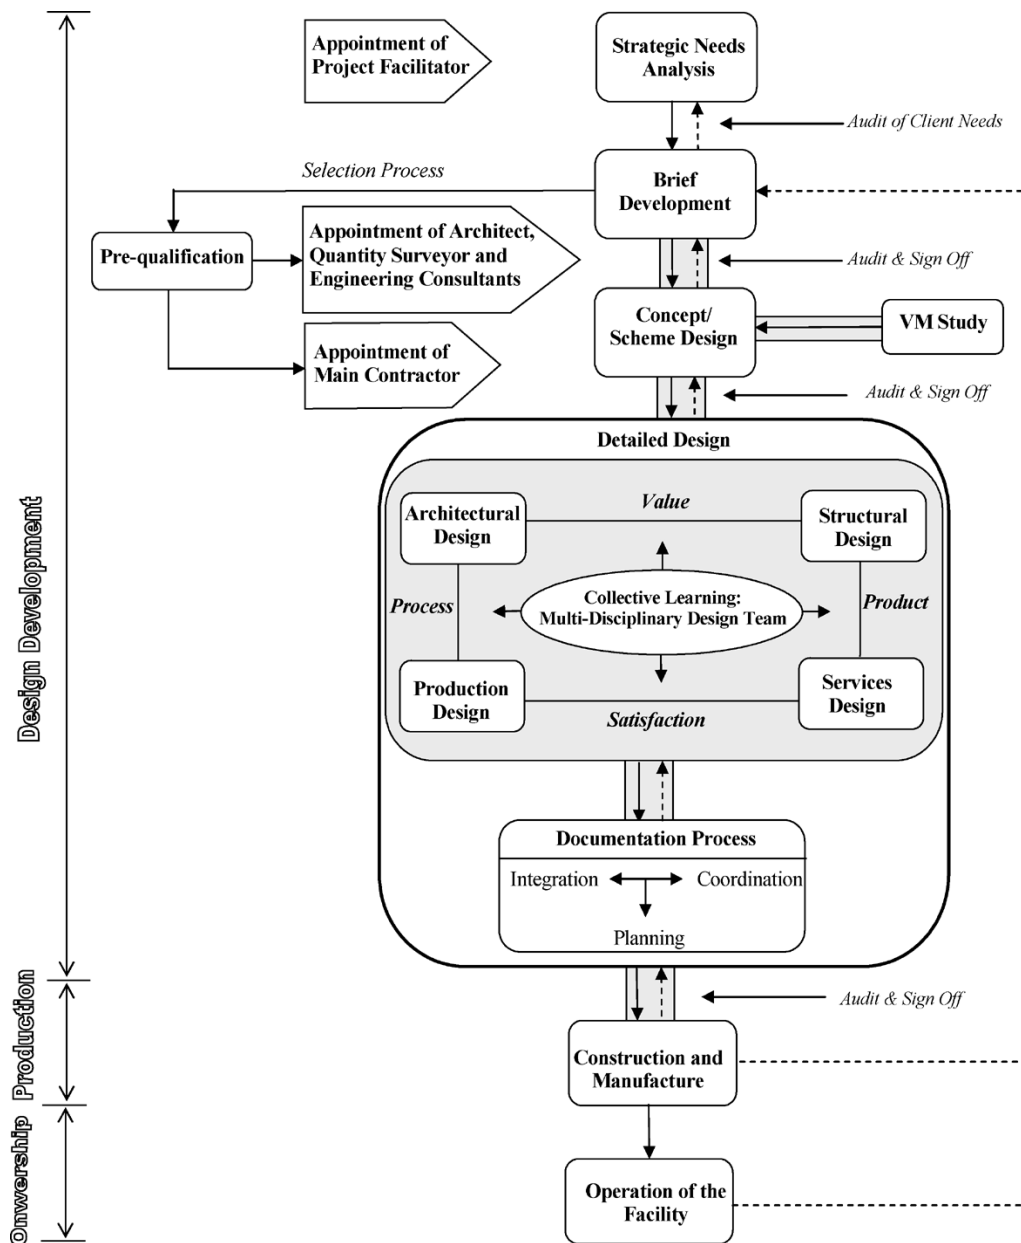 Appointment of
Project Facilitator
Strategic Needs
Analysis
Audit of Client Needs
Selection Process
Brief
Development
Pre-qualification
Appointment of Architect,
Quantity Surveyor and
Engineering Consultants
Audit & Sign Off
Concept/
Scheme Design
VM Study
Appointment of
Main Contractor
Audit & Sign Off
Detailed Design
Architectural
Design
Value
Structural
Design
Process
Collective Learning:
Multi-Disciplinary Design Team
Product
Production
Design
Services
Design
Satisfaction
Documentation Process
Integration
Coordination
Planning
Audit & Sign Off
Construction and
Manufacture
Operation of the
Facility
Design Development
Production
Onwership